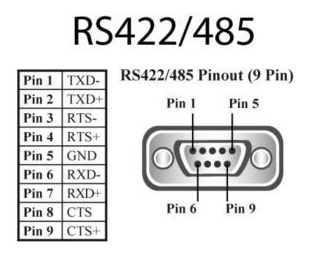 RS422/485
Pin 1 TXD-
Pin 2 TXD+
Pin 3 RTS-
Pin 4 RTS+
Pin 5 GND
Pin 6 RXD-
Pin 7 RXD+
Pin 8 CTS
Pin 9 CTS+
RS422/485 Pinout (9 Pin)
Pin 1 Pin 5
Pin 6 Pin 9